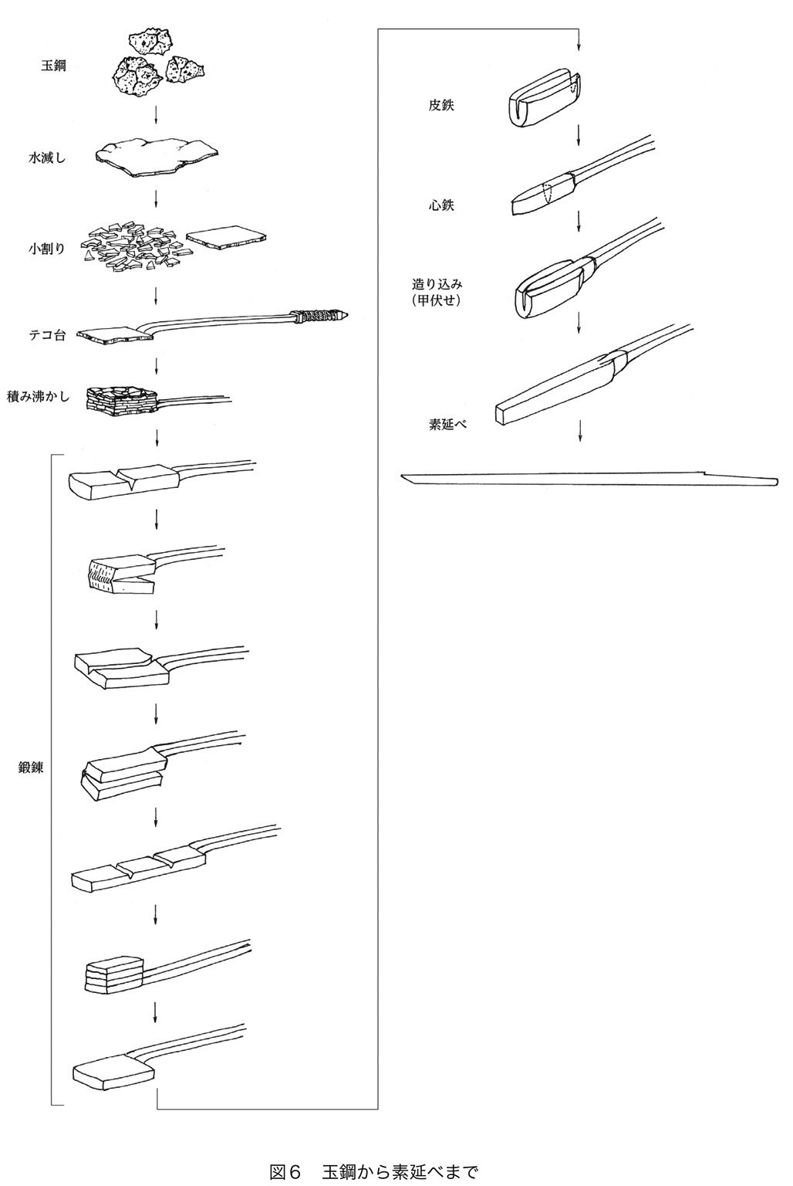 玉鋼
水減し
小割り
テコ台
積み沸かし
鍛錬
皮鉄
心鉄
造り込み
（甲伏せ）
素延べ
図６　玉鋼から素延べまで